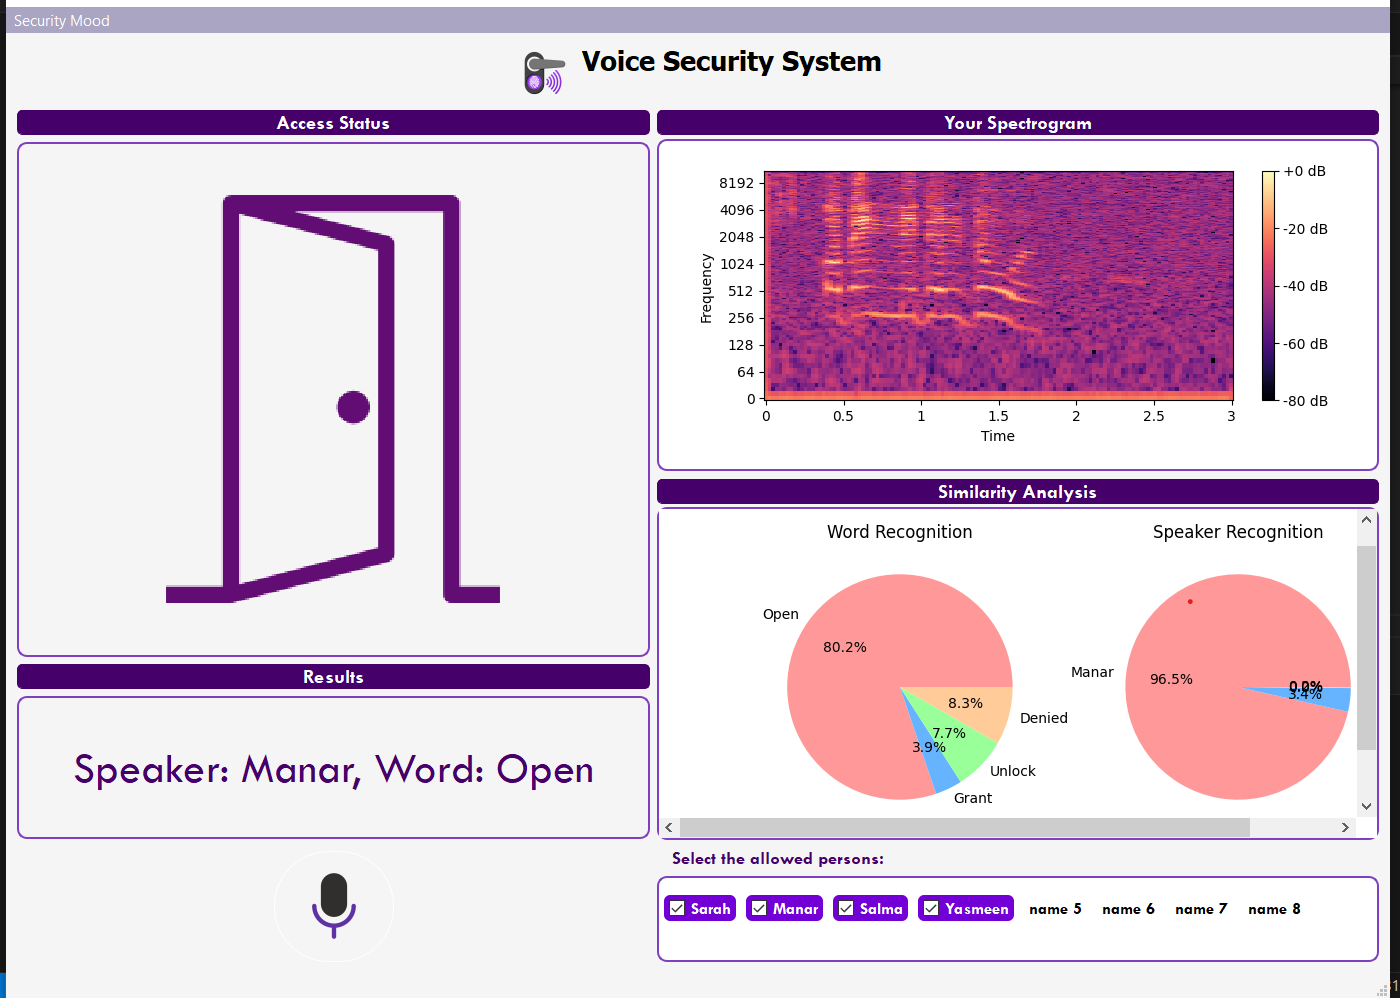 Security Mood
Voice Security System
Access Status
Results
Speaker: Manar, Word: Open
Your Spectrogram
8192
4096
2048
1024
512
256
128
64
0
Frequency
0 0.5 1 1.5 2 2.5 3
Time
+0 dB
-20 dB
-40 dB
-60 dB
-80 dB
Similarity Analysis
Word Recognition
Open
80.2%
8.3%
Denied
7.7%
3.9%
Unlock
Grant
Speaker Recognition
Manar
96.5%
3.4%
Select the allowed persons:
Sarah Manar Salma Yasmeen name 5 name 6 name 7 name 8